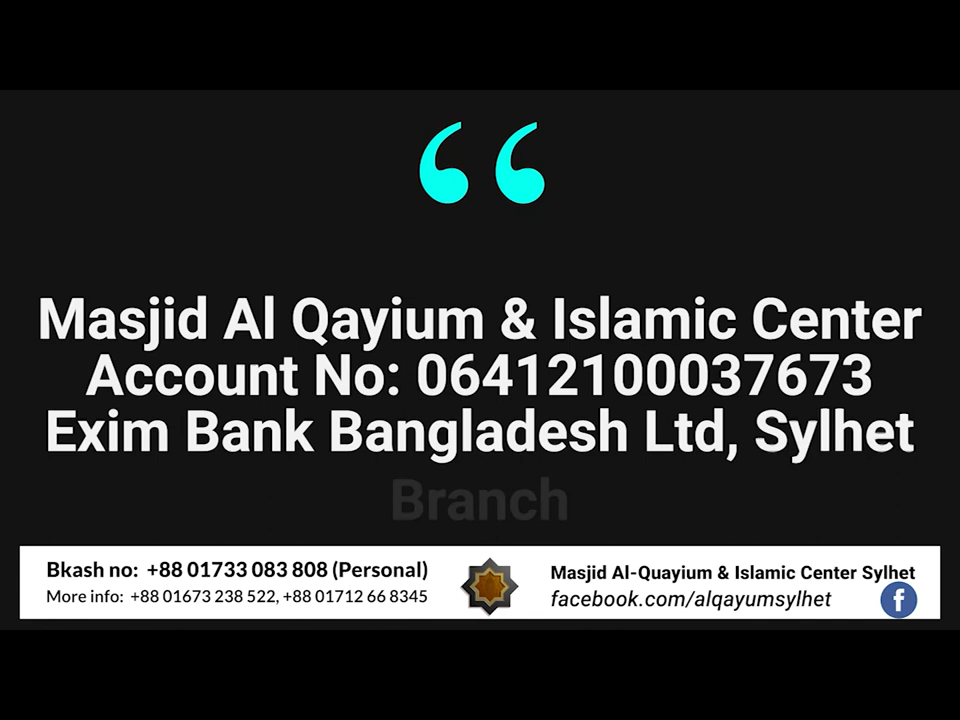 “
Masjid Al Qayium & Islamic Center
Account No: 06412100037673
Exim Bank Bangladesh Ltd, Sylhet
Branch
Bkash no: +88 01733 083 808 (Personal)
More info: +88 01673 238 522, +88 01712 66 8345
Masjid Al-Quayium & Islamic Center Sylhet
facebook.com/alqayumsylhet
f